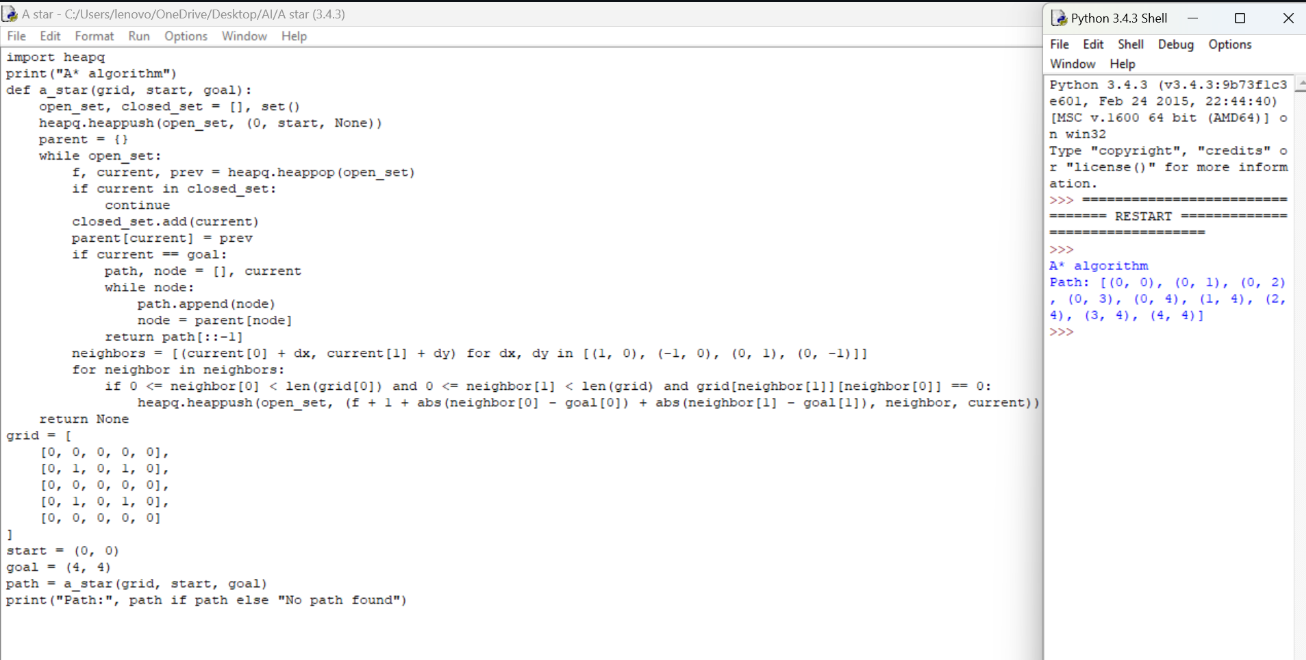 A star - C:/Users/lenovo/OneDrive/Desktop/AI/A star (3.4.3)
File Edit Format Run Options Window Help
import heapq
print("A* algorithm")
def a_star(grid, start, goal):
    open_set, closed_set = [], set()
    heapq.heappush(open_set, (0, start, None))
    parent = {}
    while open_set:
        f, current, prev = heapq.heappop(open_set)
        if current in closed_set:
            continue
        closed_set.add(current)
        parent[current] = prev
        if current == goal:
            path, node = [], current
            while node:
                path.append(node)
                node = parent[node]
            return path[::-1]
        neighbors = [(current[0] + dx, current[1] + dy) for dx, dy in [(1, 0), (-1, 0), (0, 1), (0, -1)]]
        for neighbor in neighbors:
            if 0 <= neighbor[0] < len(grid[0]) and 0 <= neighbor[1] < len(grid) and grid[neighbor[1]][neighbor[0]] == 0:
                heapq.heappush(open_set, (f + 1 + abs(neighbor[0] - goal[0]) + abs(neighbor[1] - goal[1]), neighbor, current))
    return None
grid = [
    [0, 0, 0, 0, 0],
    [0, 1, 0, 1, 0],
    [0, 0, 0, 0, 0],
    [0, 1, 0, 1, 0],
    [0, 0, 0, 0, 0]
]
start = (0, 0)
goal = (4, 4)
path = a_star(grid, start, goal)
print("Path:", path if path else "No path found")
Python 3.4.3 Shell
File Edit Shell Debug Options
Window Help
Python 3.4.3 (v3.4.3:9b73f1c3
e601, Feb 24 2015, 22:44:40)
[MSC v.1600 64 bit (AMD64)] o
n win32
Type "copyright", "credits" o
r "license()" for more inform
ation.
>>> =========================
======= RESTART =============
===================
>>>
A* algorithm
Path: [(0, 0), (0, 1), (0, 2)
, (0, 3), (0, 4), (1, 4), (2,
4), (3, 4), (4, 4)]
>>>